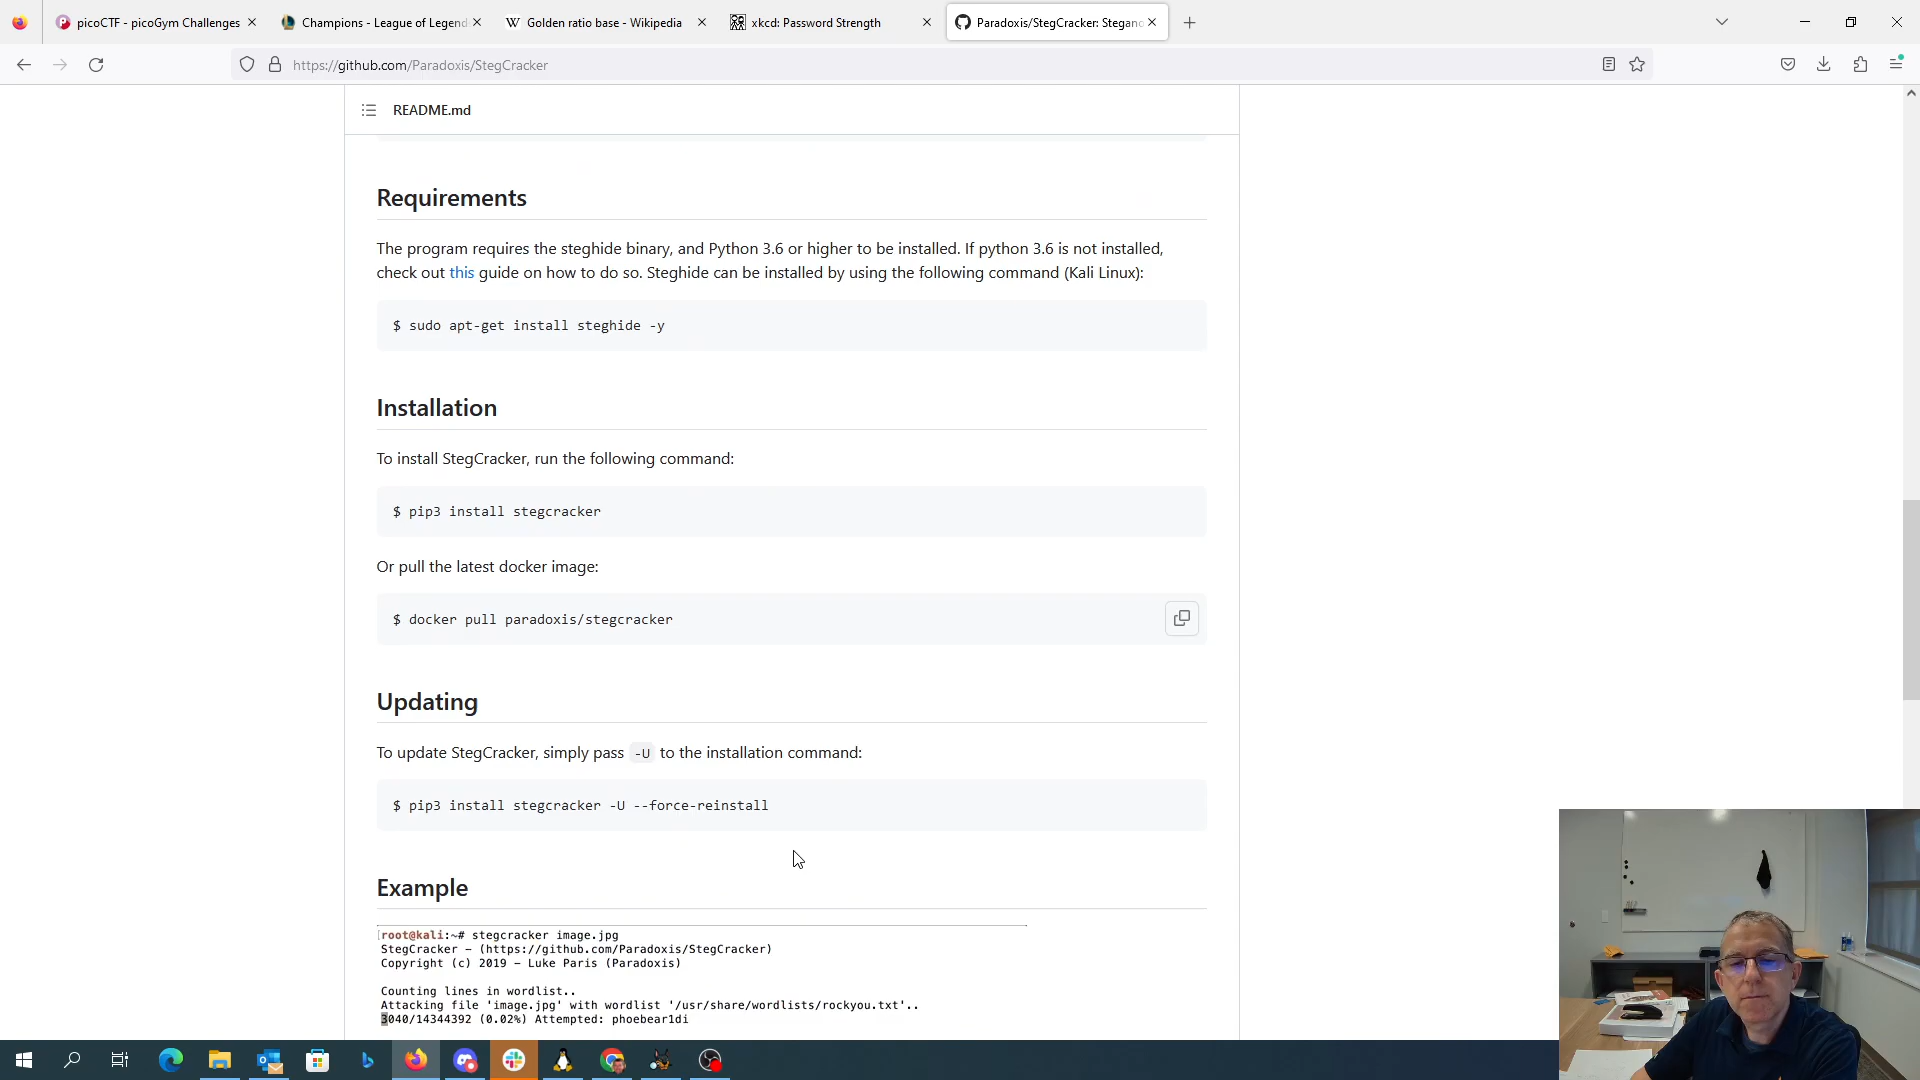 picoCTF - picoGym Challenges
Champions - League of Legend
Golden ratio base - Wikipedia
xkcd: Password Strength
Paradoxis/StegCracker: Stegano
https://github.com/Paradoxis/StegCracker
README.md
Requirements
The program requires the steghide binary, and Python 3.6 or higher to be installed. If python 3.6 is not installed,
check out this guide on how to do so. Steghide can be installed by using the following command (Kali Linux):
$ sudo apt-get install steghide -y
Installation
To install StegCracker, run the following command:
$ pip3 install stegcracker
Or pull the latest docker image:
$ docker pull paradoxis/stegcracker
Updating
To update StegCracker, simply pass -U to the installation command:
$ pip3 install stegcracker -U --force-reinstall
Example
[root@kali:~# stegcracker image.jpg
StegCracker - (https://github.com/Paradoxis/StegCracker)
Copyright (c) 2019 - Luke Paris (Paradoxis)
Counting lines in wordlist..
Attacking file 'image.jpg' with wordlist '/usr/share/wordlists/rockyou.txt'..
3040/14344392 (0.02%) Attempted: phoebear1di